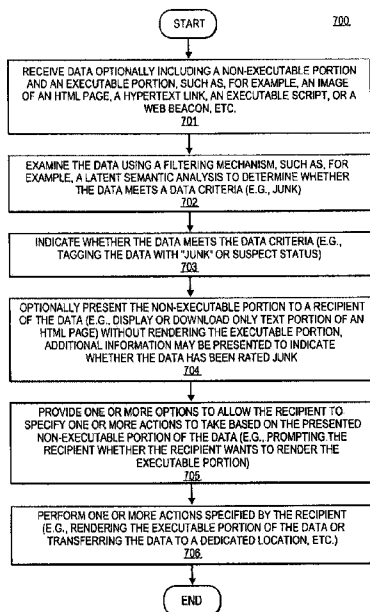 START
700
RECEIVE DATA OPTIONALLY INCLUDING A NON-EXECUTABLE PORTION
AND AN EXECUTABLE PORTION, SUCH AS, FOR EXAMPLE, AN IMAGE
OF AN HTML PAGE, A HYPERTEXT LINK, AN EXECUTABLE SCRIPT, OR A
WEB BEACON, ETC.
701
EXAMINE THE DATA USING A FILTERING MECHANISM, SUCH AS, FOR
EXAMPLE, A LATENT SEMANTIC ANALYSIS TO DETERMINE WHETHER
THE DATA MEETS A DATA CRITERIA (E.G., JUNK)
702
INDICATE WHETHER THE DATA MEETS THE DATA CRITERIA (E.G.,
TAGGING THE DATA WITH "JUNK" OR SUSPECT STATUS)
703
OPTIONALLY PRESENT THE NON-EXECUTABLE PORTION TO A RECIPIENT
OF THE DATA (E.G., DISPLAY OR DOWNLOAD ONLY TEXT PORTION OF AN
HTML PAGE) WITHOUT RENDERING THE EXECUTABLE PORTION,
ADDITIONAL INFORMATION MAY BE PRESENTED TO INDICATE
WHETHER THE DATA HAS BEEN RATED JUNK
704
PROVIDE ONE OR MORE OPTIONS TO ALLOW THE RECIPIENT TO
SPECIFY ONE OR MORE ACTIONS TO TAKE BASED ON THE PRESENTED
NON-EXECUTABLE PORTION OF THE DATA (E.G., PROMPTING THE
RECIPIENT WHETHER THE RECIPIENT WANTS TO RENDER THE
EXECUTABLE PORTION)
705
PERFORM ONE OR MORE ACTIONS SPECIFIED BY THE RECIPIENT
(E.G., RENDERING THE EXECUTABLE PORTION OF THE DATA OR
TRANSFERRING THE DATA TO A DEDICATED LOCATION, ETC.)
706
END